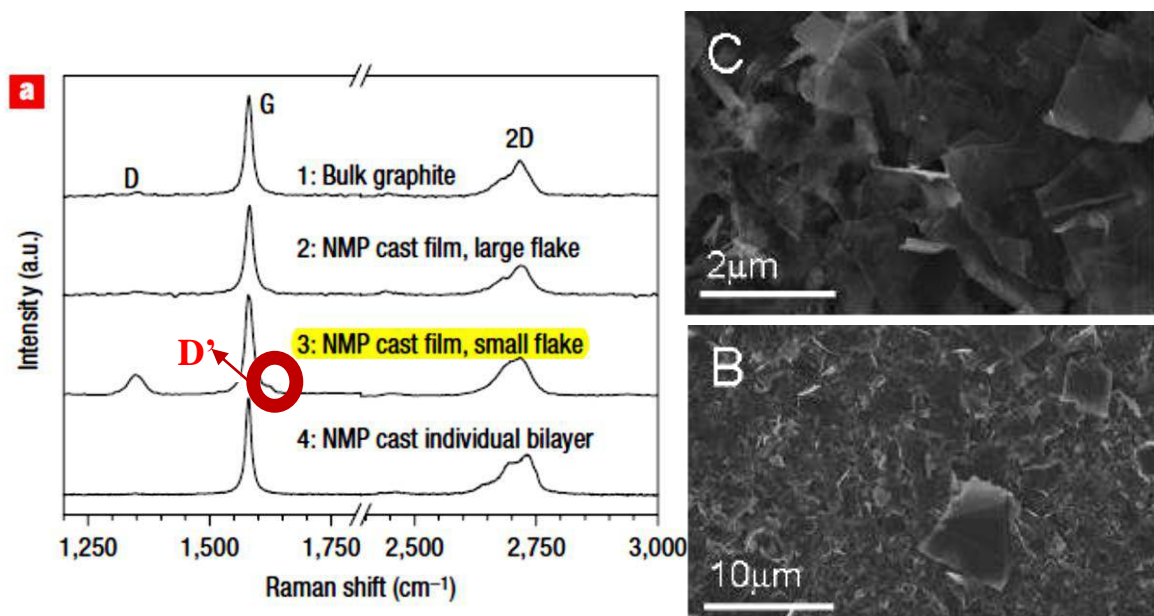 a
Intensity (a.u.)
D
G
2D
1: Bulk graphite
2: NMP cast film, large flake
D’
3: NMP cast film, small flake
4: NMP cast individual bilayer
1,250 1,500 1,750 2,500 2,750 3,000
Raman shift (cm⁻¹)
C
2μm
B
10μm